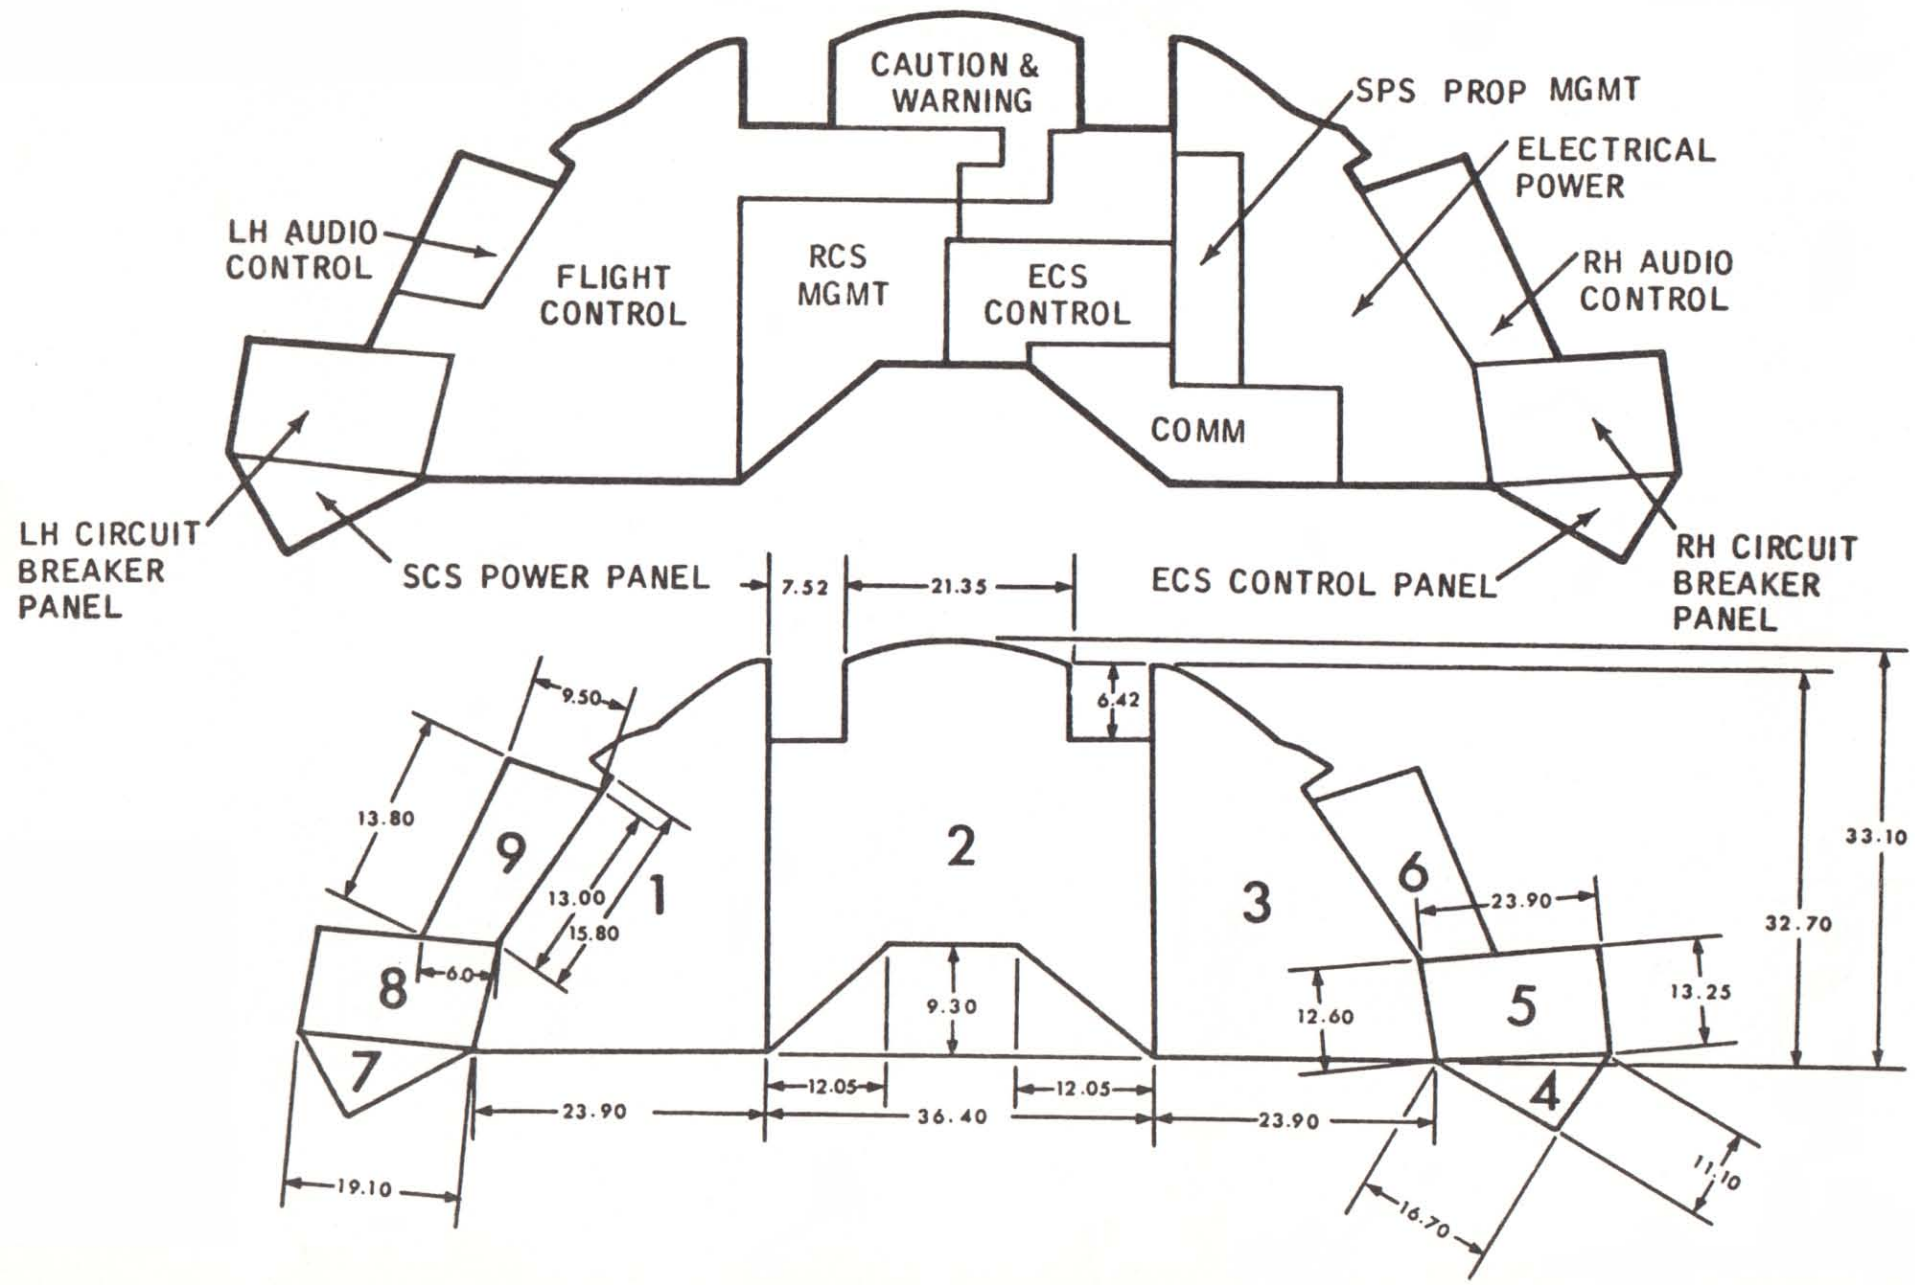 CAUTION &
WARNING
SPS PROP MGMT
ELECTRICAL
POWER
LH AUDIO
CONTROL
FLIGHT
CONTROL
RCS
MGMT
ECS
CONTROL
RH AUDIO
CONTROL
COMM
LH CIRCUIT
BREAKER
PANEL
SCS POWER PANEL
ECS CONTROL PANEL
RH CIRCUIT
BREAKER
PANEL
7.52
21.35
9.50
6.42
13.80
9
1
2
3
6
33.10
13.00
15.80
23.90
32.70
8
6.0
9.30
12.60
5
13.25
7
4
12.05
12.05
23.90
36.40
23.90
19.10
16.70
11.10